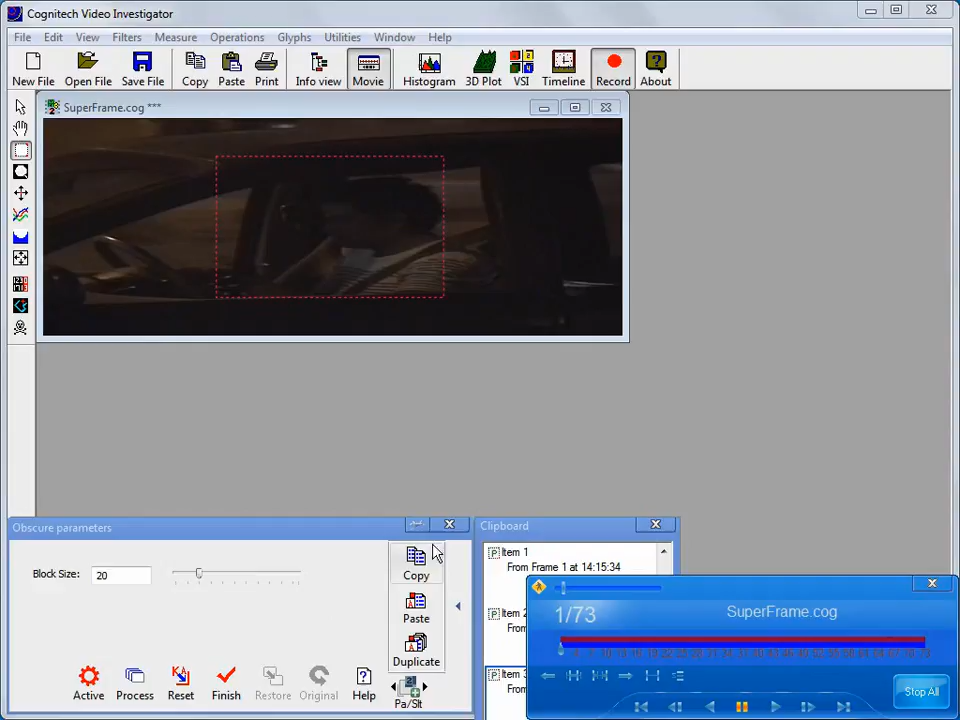 Cognitech Video Investigator
File Edit View Filters Measure Operations Glyphs Utilities Window Help
New File Open File Save File Copy Paste Print Info view Movie Histogram 3D Plot VSI Timeline Record About
SuperFrame.cog ***
Obscure parameters
Block Size: 20
Copy
Paste
Duplicate
Active Process Reset Finish Restore Original Help Pa/Slt
Clipboard
Item 1
From Frame 1 at 14:15:34
Item 2
From
Item 3
From
1/73 SuperFrame.cog
Stop All